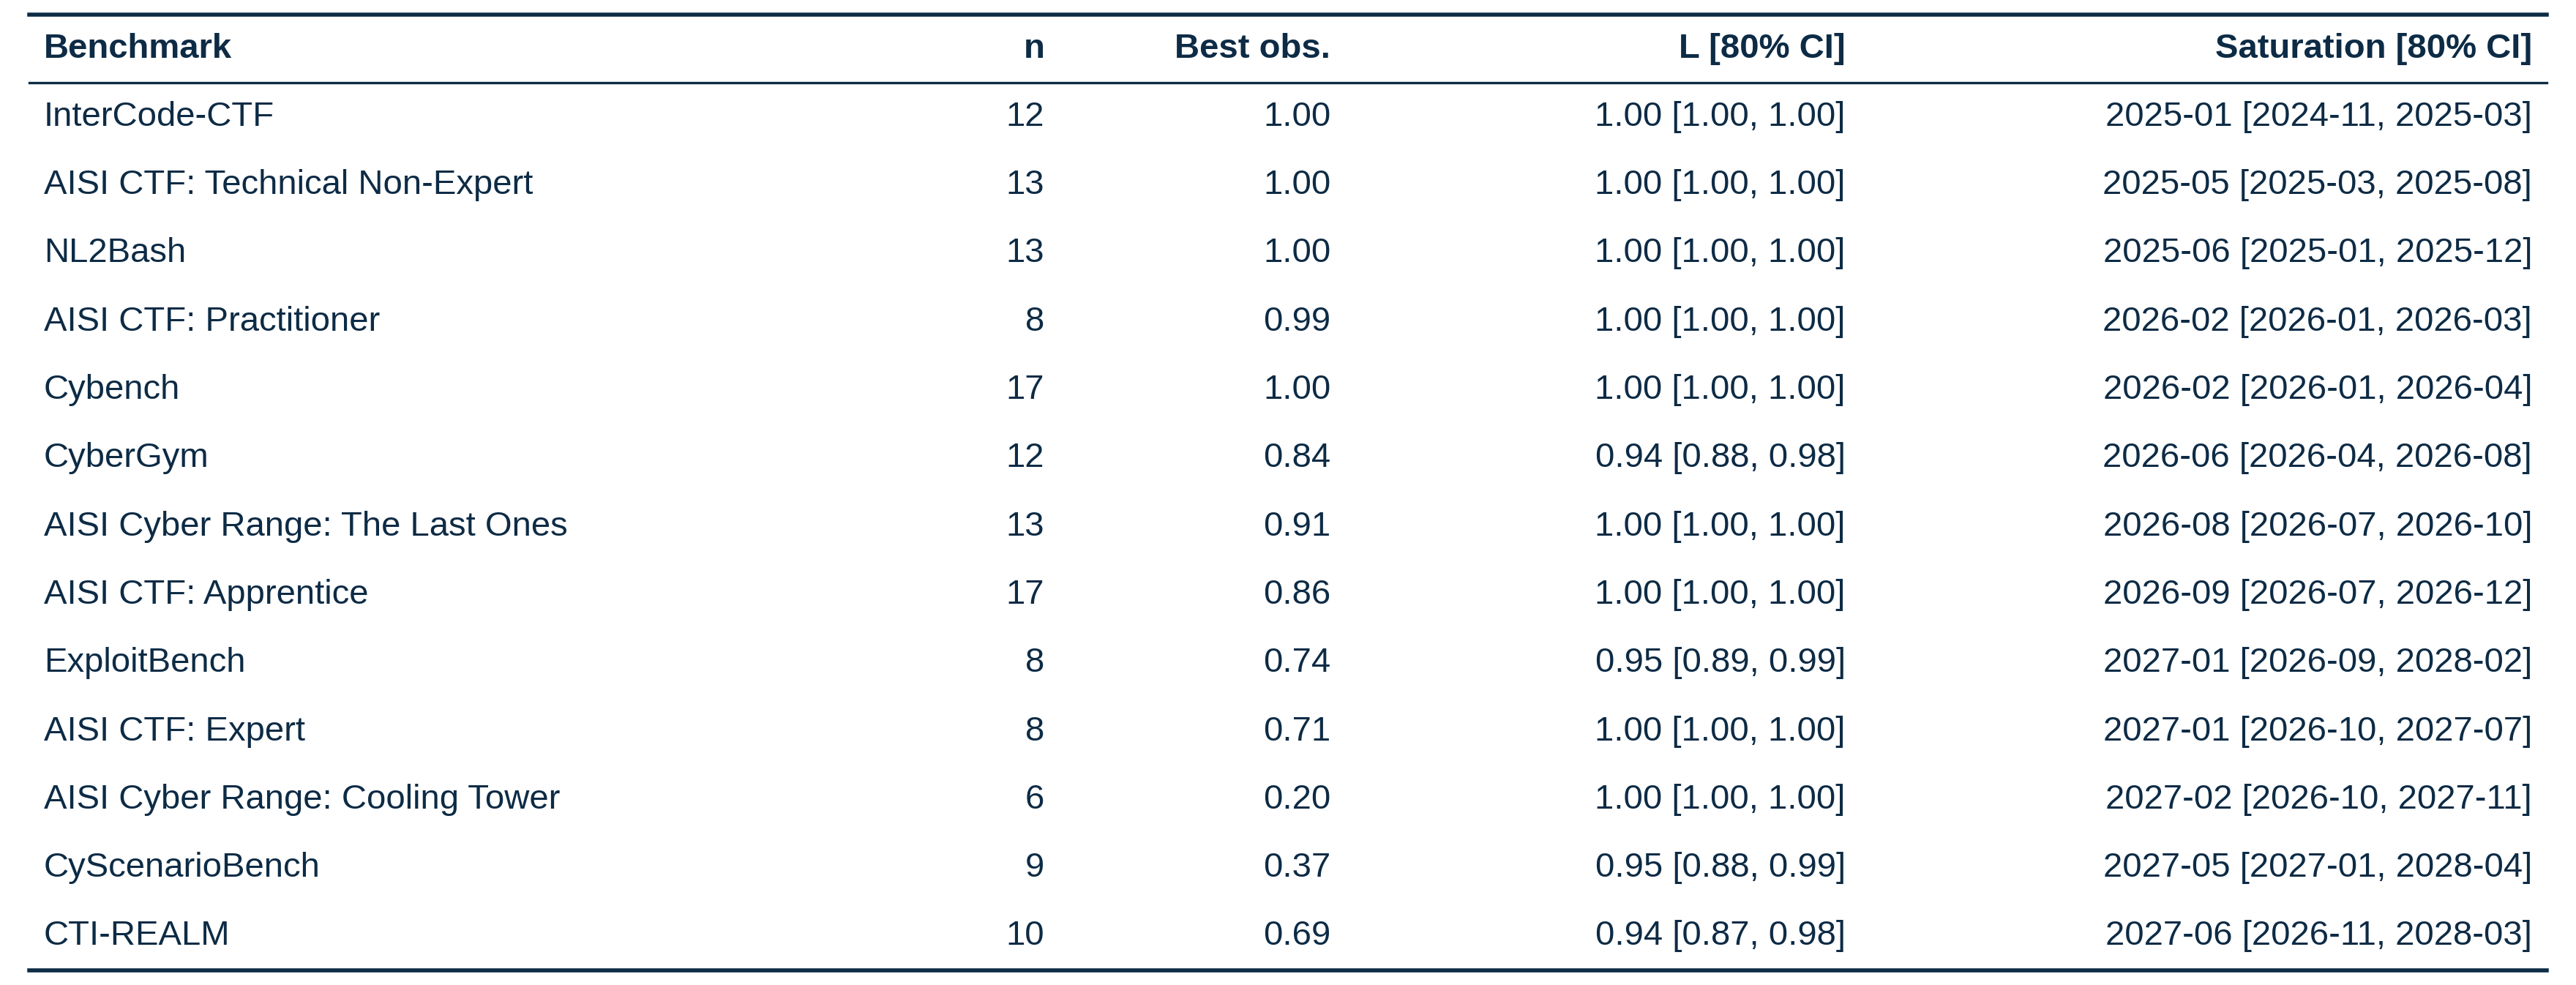 Benchmark n Best obs. L [80% CI] Saturation [80% CI]
InterCode-CTF 12 1.00 1.00 [1.00, 1.00] 2025-01 [2024-11, 2025-03]
AISI CTF: Technical Non-Expert 13 1.00 1.00 [1.00, 1.00] 2025-05 [2025-03, 2025-08]
NL2Bash 13 1.00 1.00 [1.00, 1.00] 2025-06 [2025-01, 2025-12]
AISI CTF: Practitioner 8 0.99 1.00 [1.00, 1.00] 2026-02 [2026-01, 2026-03]
Cybench 17 1.00 1.00 [1.00, 1.00] 2026-02 [2026-01, 2026-04]
CyberGym 12 0.84 0.94 [0.88, 0.98] 2026-06 [2026-04, 2026-08]
AISI Cyber Range: The Last Ones 13 0.91 1.00 [1.00, 1.00] 2026-08 [2026-07, 2026-10]
AISI CTF: Apprentice 17 0.86 1.00 [1.00, 1.00] 2026-09 [2026-07, 2026-12]
ExploitBench 8 0.74 0.95 [0.89, 0.99] 2027-01 [2026-09, 2028-02]
AISI CTF: Expert 8 0.71 1.00 [1.00, 1.00] 2027-01 [2026-10, 2027-07]
AISI Cyber Range: Cooling Tower 6 0.20 1.00 [1.00, 1.00] 2027-02 [2026-10, 2027-11]
CyScenarioBench 9 0.37 0.95 [0.88, 0.99] 2027-05 [2027-01, 2028-04]
CTI-REALM 10 0.69 0.94 [0.87, 0.98] 2027-06 [2026-11, 2028-03]